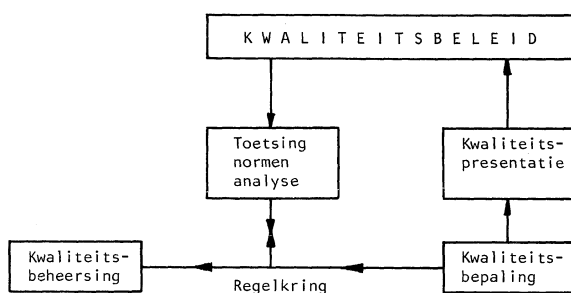 KWALITEITSBELEID
Toetsing
normen
analyse
Kwaliteits-
presentatie
Kwaliteits-
beheersing
Regelkring
Kwaliteits-
bepaling